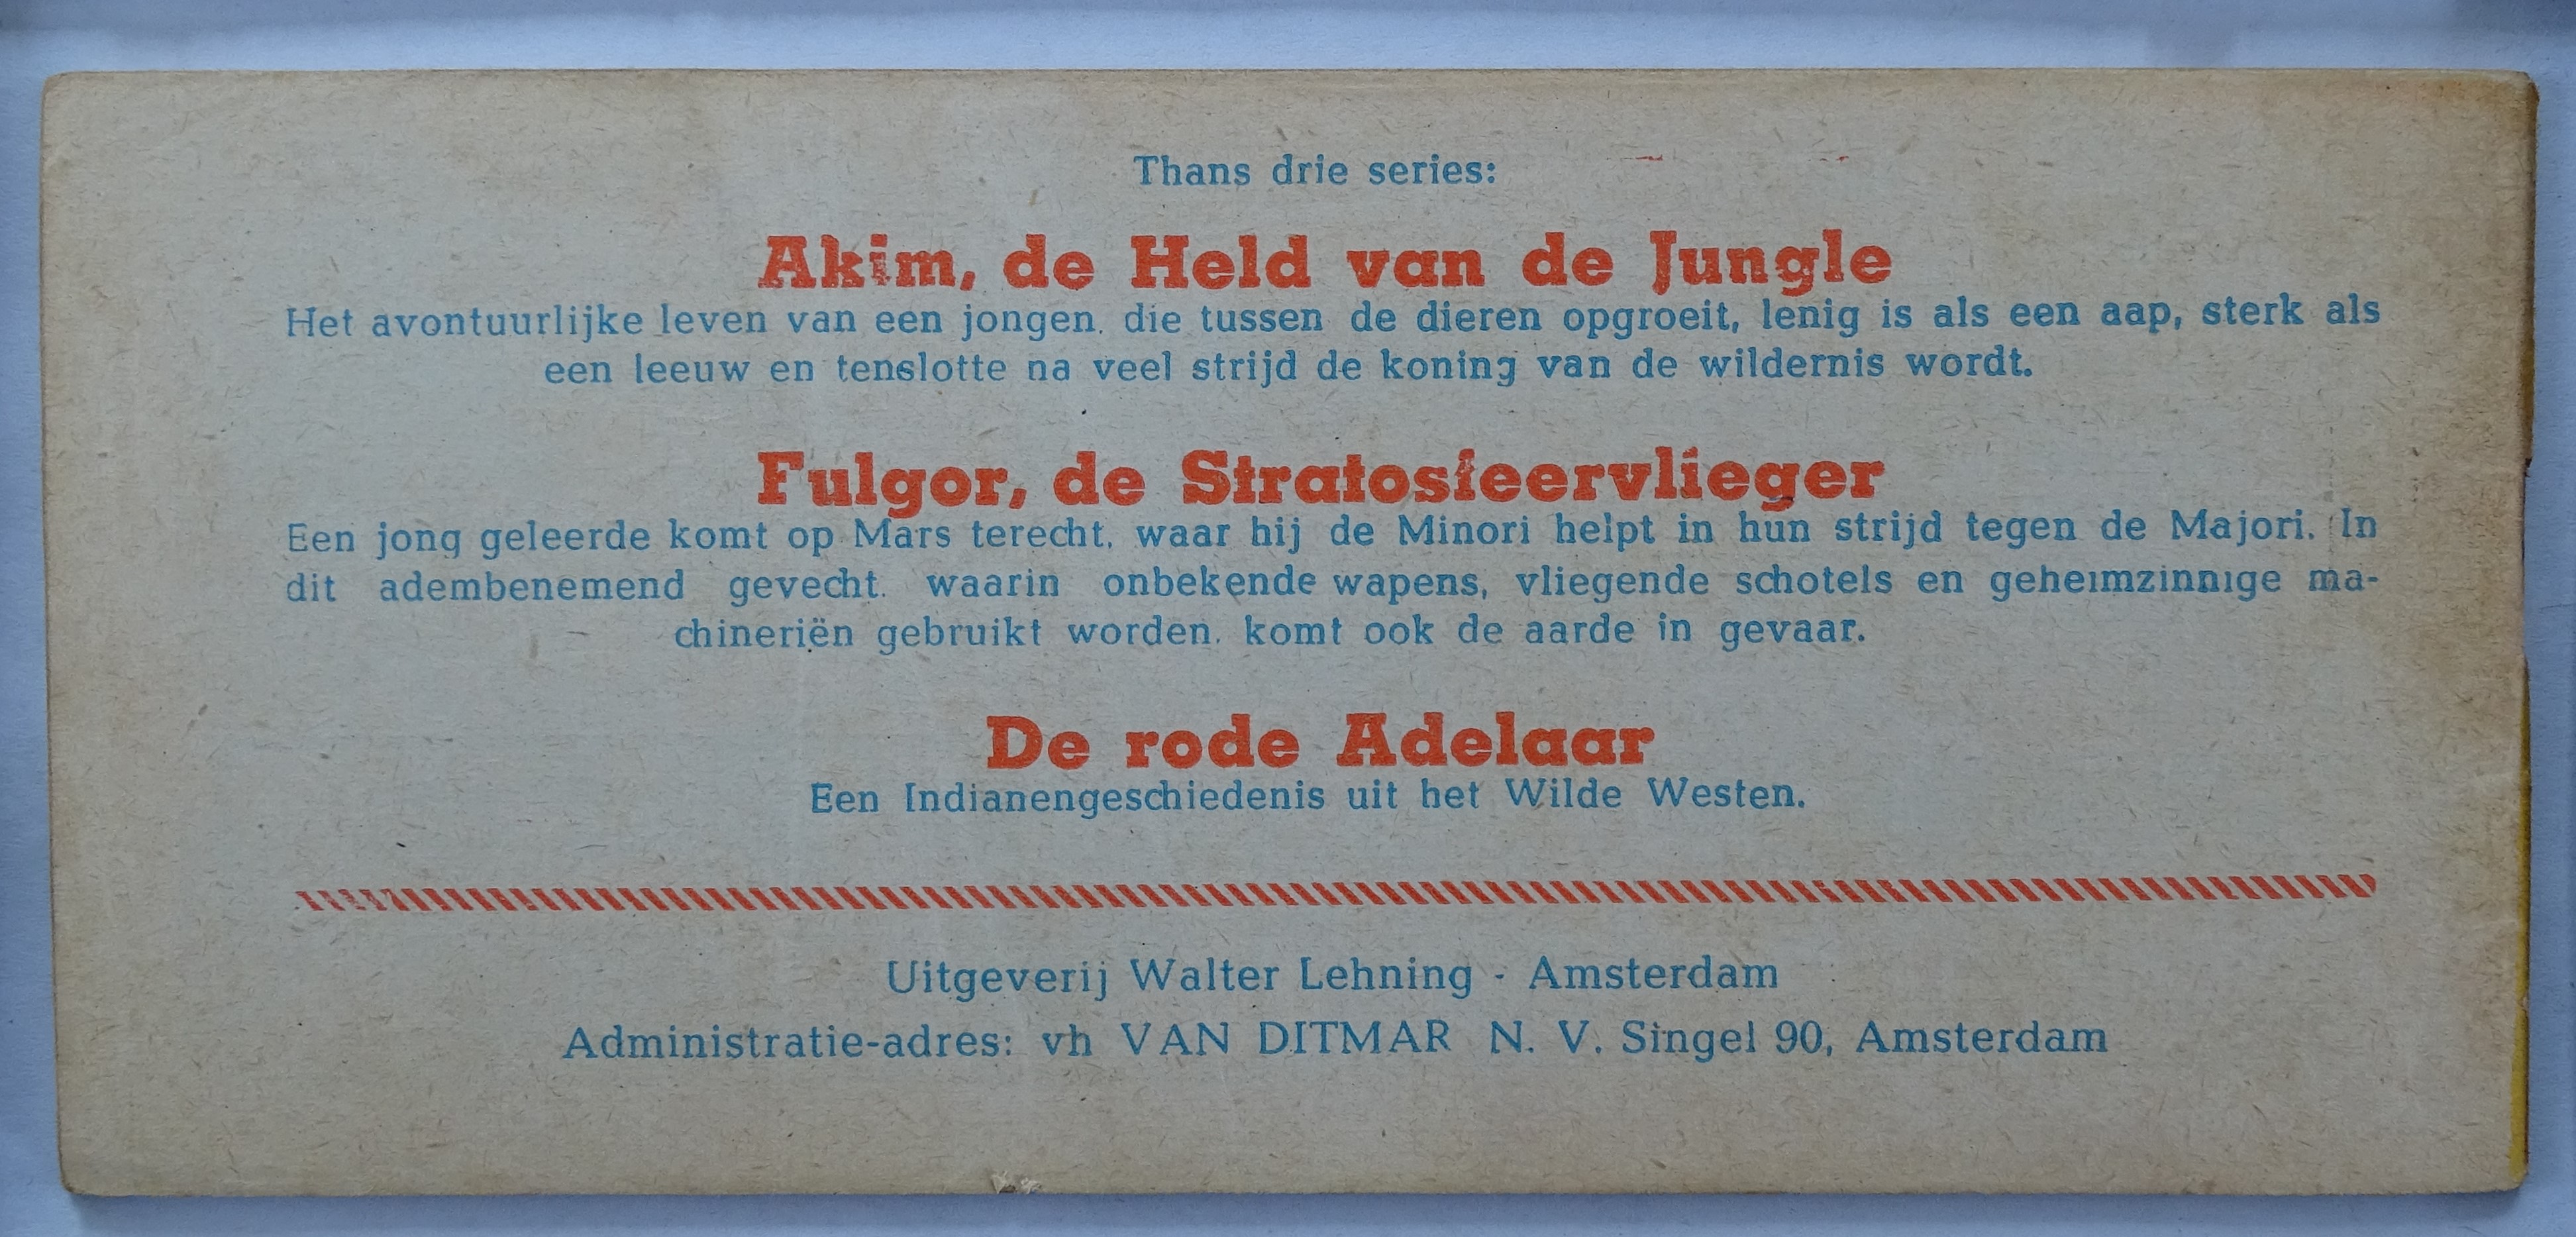 Thans drie series:
Akim, de Held van de Jungle
Het avontuurlijke leven van een jongen. die tussen de dieren opgroeit, lenig is als een aap, sterk als
een leeuw en tenslotte na veel strijd de koning van de wildernis wordt.
Fulgor, de Stratosfeervlieger
Een jong geleerde komt op Mars terecht. waar hij de Minori helpt in hun strijd tegen de Majori. In
dit adembenemend gevecht. waarin onbekende wapens, vliegende schotels en geheimzinnige ma-
chineriën gebruikt worden. komt ook de aarde in gevaar.
De rode Adelaar
Een Indianengeschiedenis uit het Wilde Westen.
Uitgeverij Walter Lehning - Amsterdam
Administratie-adres: vh VAN DITMAR N. V. Singel 90, Amsterdam